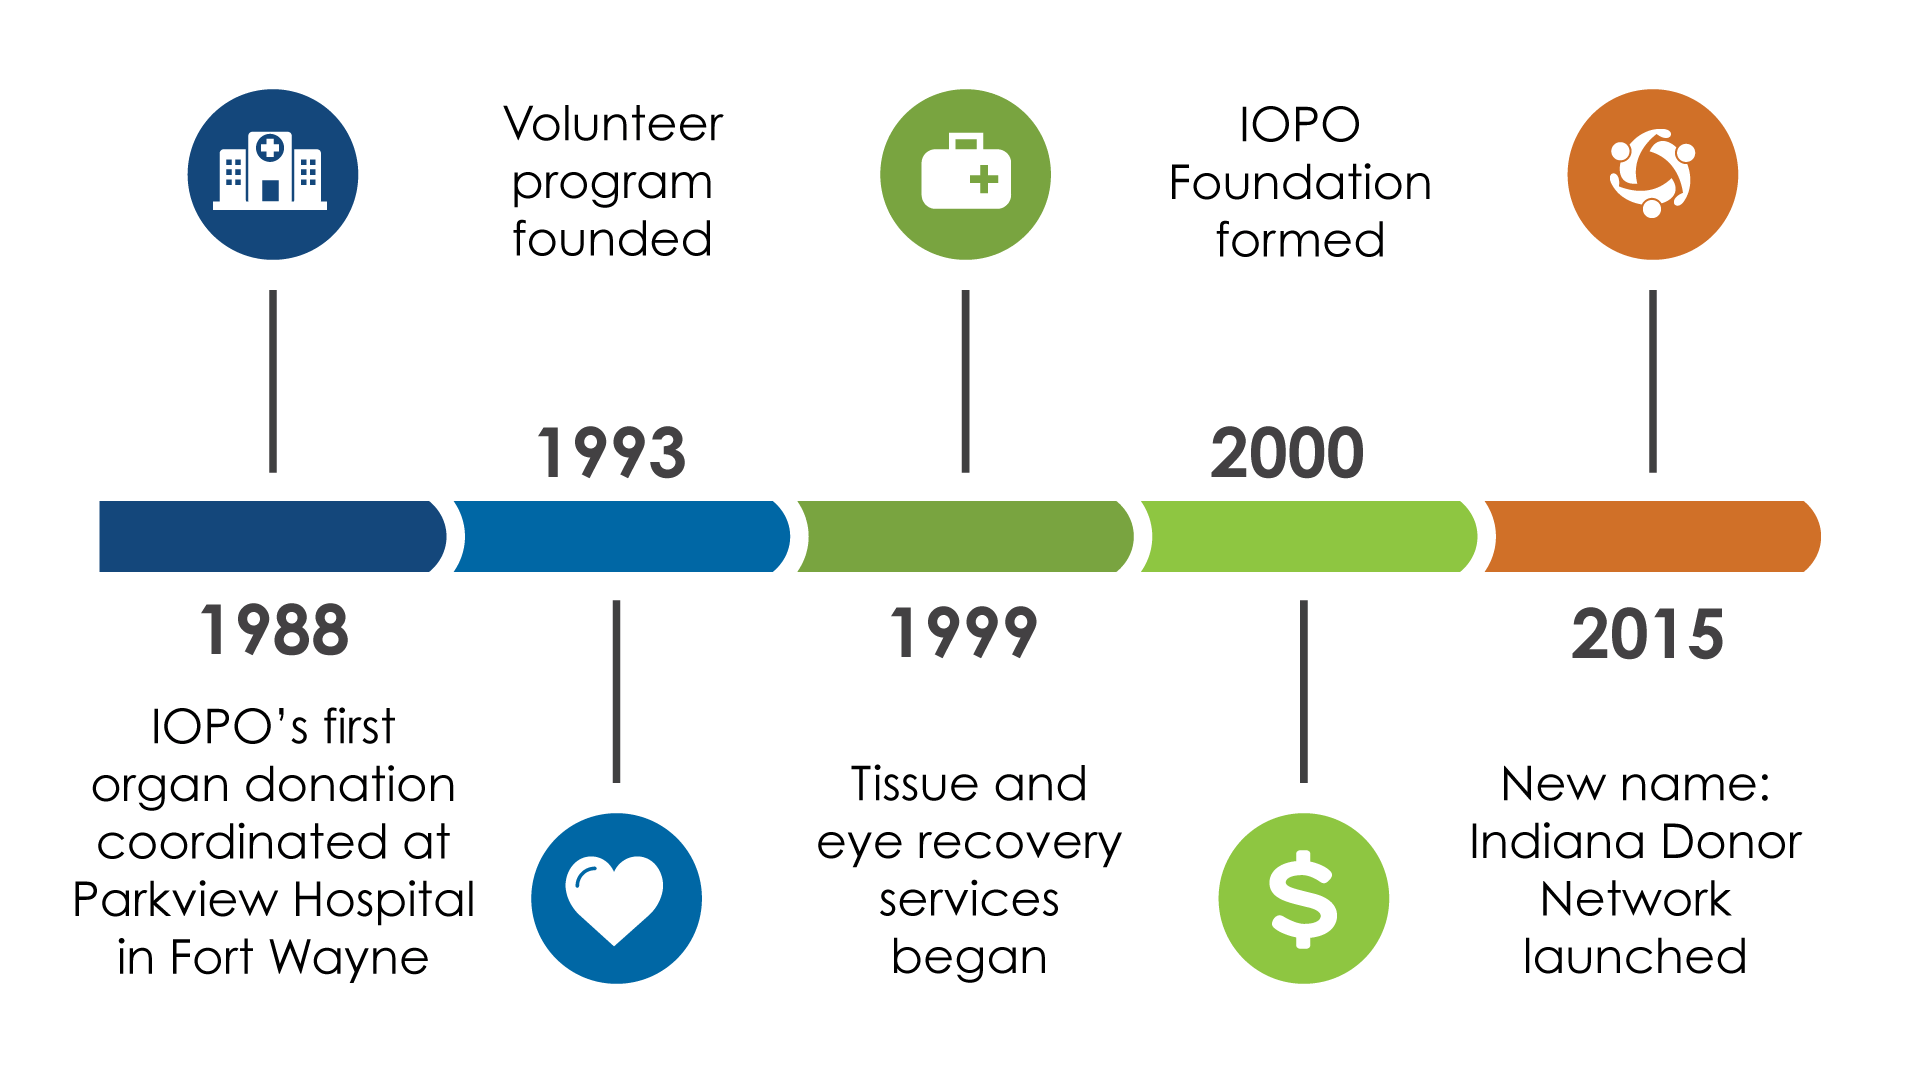 1988
IOPO’s first
organ donation
coordinated at
Parkview Hospital
in Fort Wayne
Volunteer
program
founded
1993
1999
Tissue and
eye recovery
services
began
IOPO
Foundation
formed
2000
2015
New name:
Indiana Donor
Network
launched